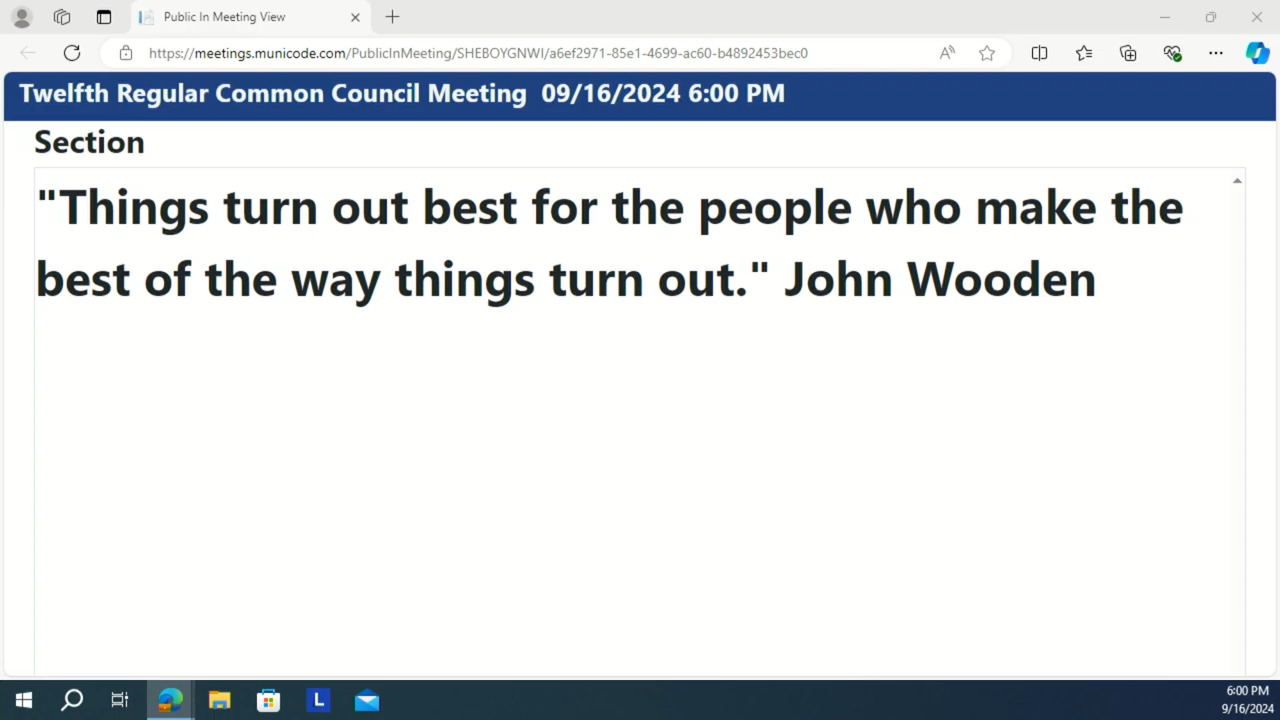 Public In Meeting View
https://meetings.municode.com/PublicInMeeting/SHEBOYGNWI/a6ef2971-85e1-4699-ac60-b4892453bec0
Twelfth Regular Common Council Meeting 09/16/2024 6:00 PM
Section
"Things turn out best for the people who make the
best of the way things turn out." John Wooden
L
6:00 PM
9/16/2024